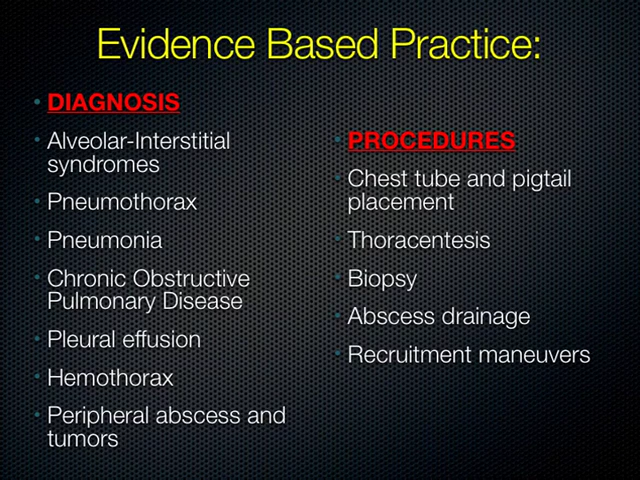 Evidence Based Practice:
• DIAGNOSIS
• Alveolar-Interstitial
syndromes
• Pneumothorax
• Pneumonia
• Chronic Obstructive
Pulmonary Disease
• Pleural effusion
• Hemothorax
• Peripheral abscess and
tumors
• PROCEDURES
• Chest tube and pigtail
placement
• Thoracentesis
• Biopsy
• Abscess drainage
• Recruitment maneuvers